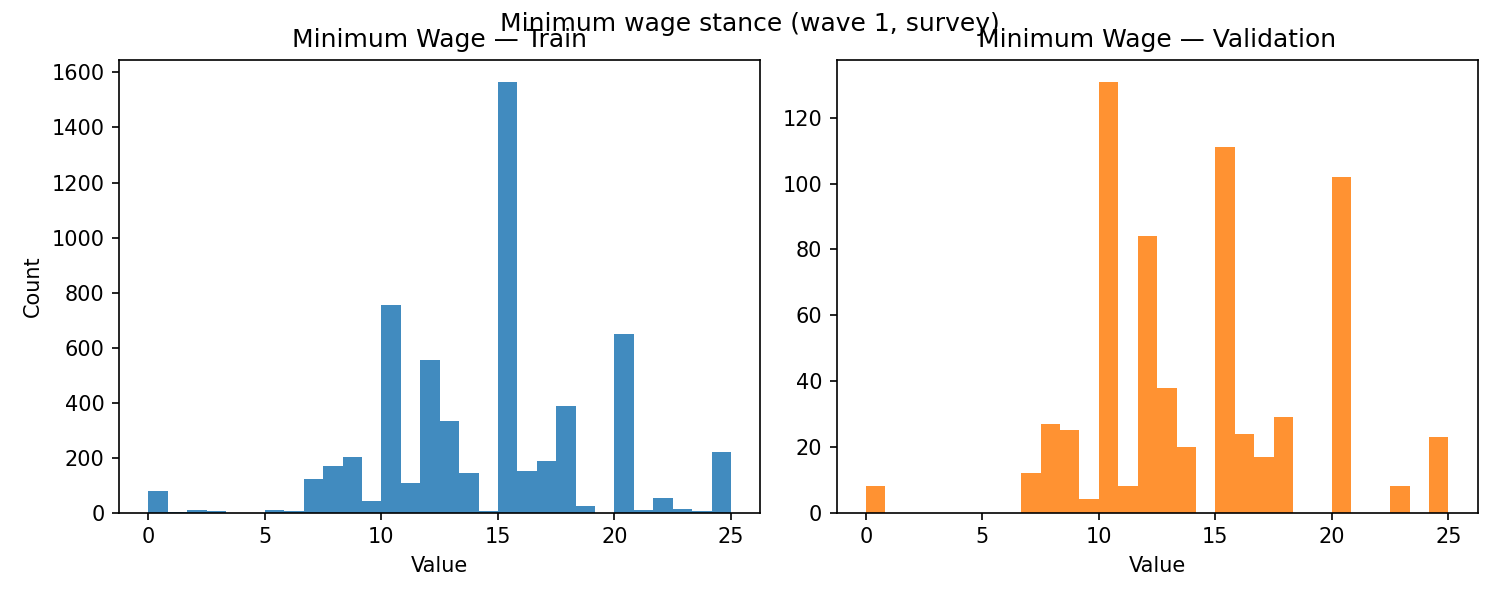 Minimum wage stance (wave 1, survey)
Minimum Wage — Train
Minimum Wage — Validation
1600
1400
1200
1000
800
600
400
200
0
Count
0 5 10 15 20 25
Value
120
100
80
60
40
20
0
0 5 10 15 20 25
Value